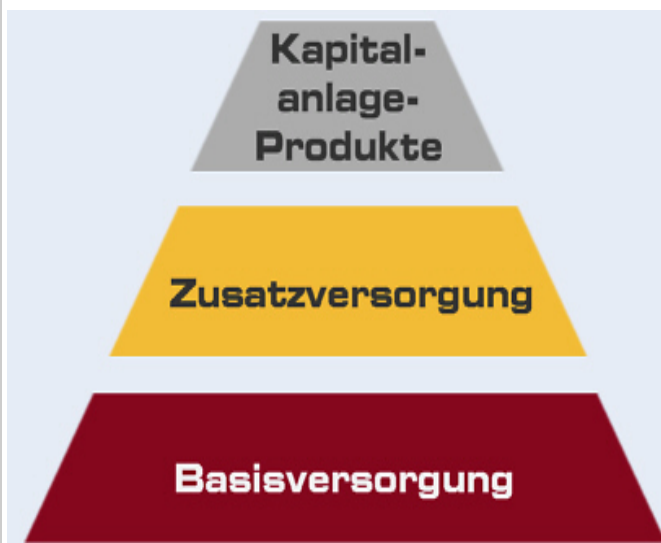 Kapital-
anlage-
Produkte
Zusatzversorgung
Basisversorgung